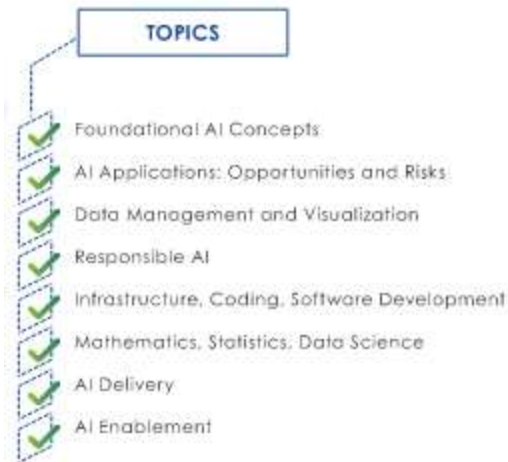 TOPICS
Foundational AI Concepts
AI Applications: Opportunities and Risks
Data Management and Visualization
Responsible AI
Infrastructure, Coding, Software Development
Mathematics, Statistics, Data Science
AI Delivery
AI Enablement